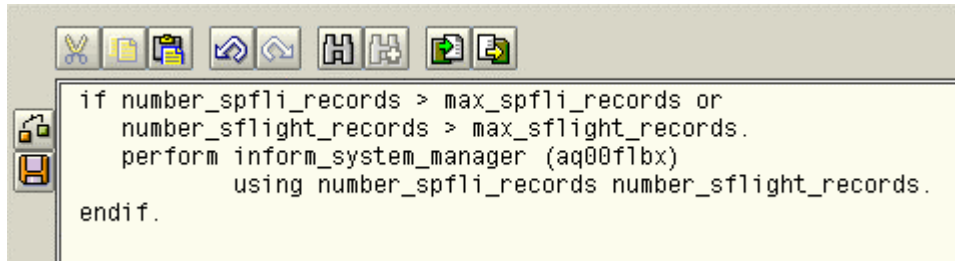 if number_spfli_records > max_spfli_records or
number_sflight_records > max_sflight_records.
perform inform_system_manager (aq00flbx)
using number_spfli_records number_sflight_records.
endif.